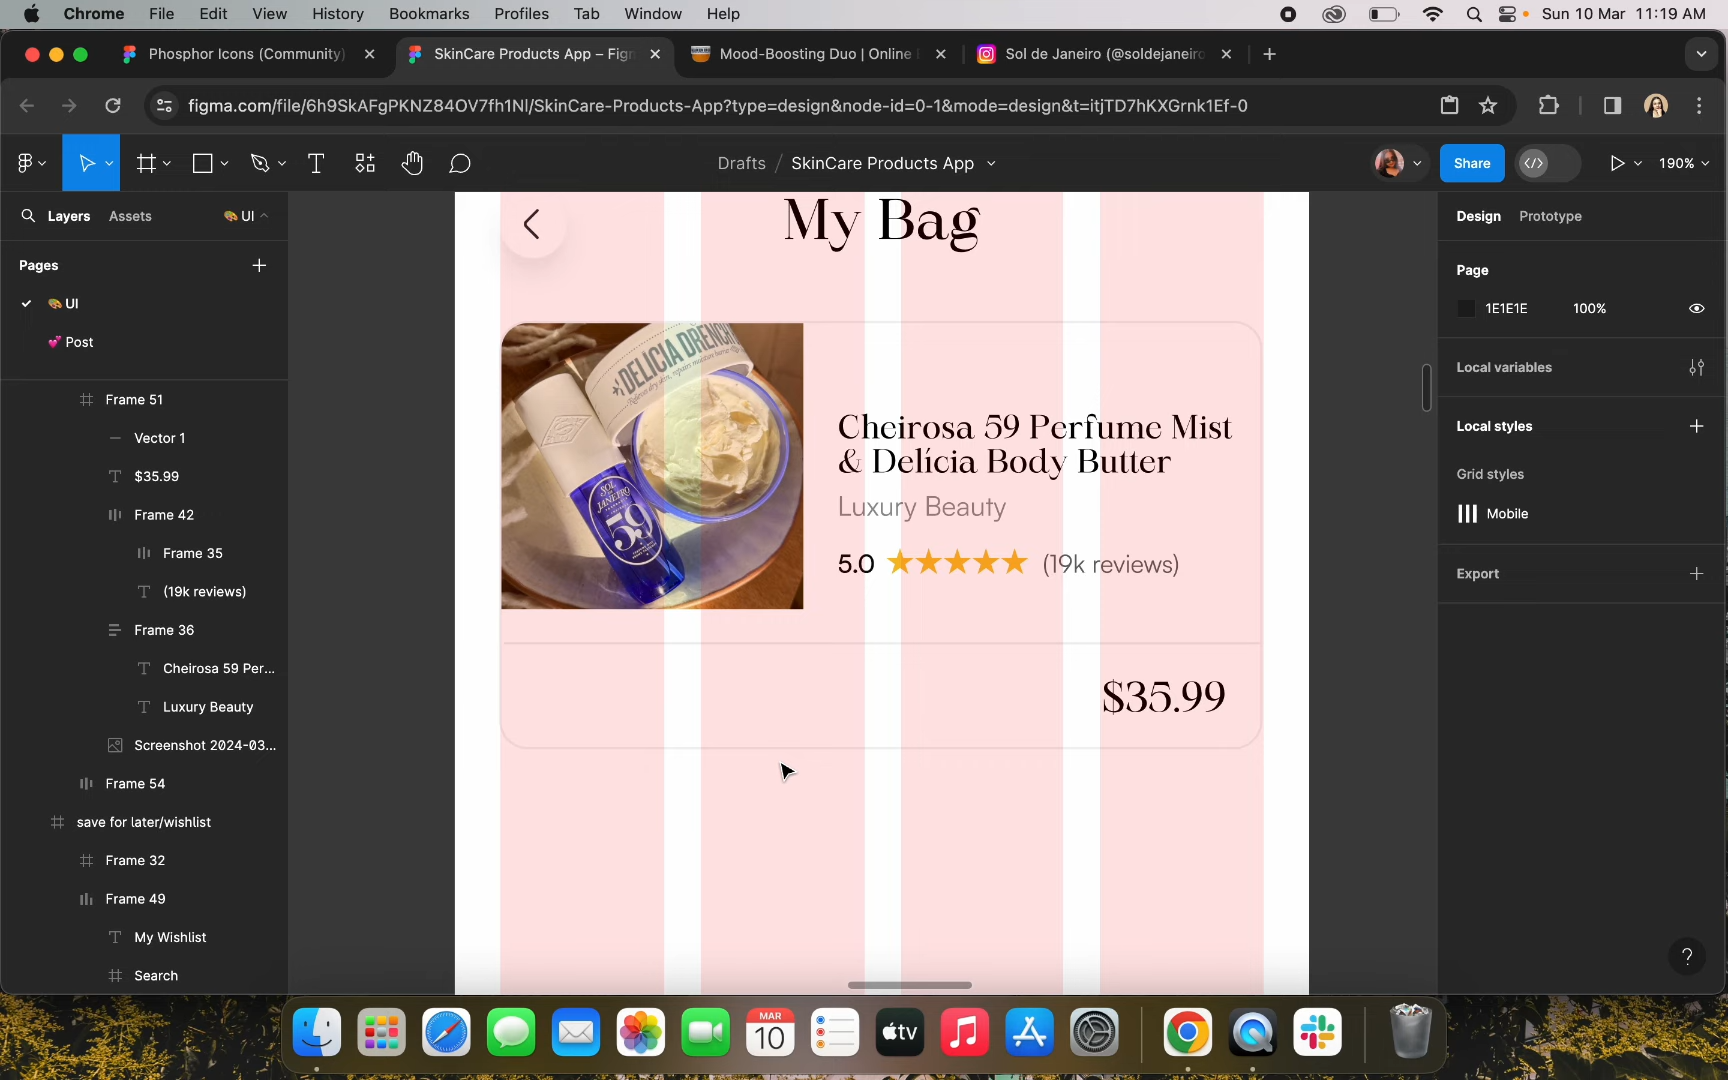 Chrome File Edit View History Bookmarks Profiles Tab Window Help Sun 10 Mar 11:19 AM
Phosphor Icons (Community) SkinCare Products App – Fig Mood-Boosting Duo | Online Sol de Janeiro (@soldejaneiro
figma.com/file/6h9SkAFgPKNZ84OV7fh1Nl/SkinCare-Products-App?type=design&node-id=0-1&mode=design&t=itjTD7hKXGrnk1Ef-0
Drafts / SkinCare Products App Share 190%
Layers Assets 🎨 UI
Pages
🎨 UI
💕 Post
Frame 51
Vector 1
$35.99
Frame 42
Frame 35
(19k reviews)
Frame 36
Cheirosa 59 Per...
Luxury Beauty
Screenshot 2024-03...
Frame 54
save for later/wishlist
Frame 32
Frame 49
My Wishlist
Search
My Bag
DELICIA DRENCH
SOL DE JANEIRO
59
Cheirosa 59 Perfume Mist
& Delícia Body Butter
Luxury Beauty
5.0 ★★★★★ (19k reviews)
$35.99
Design Prototype
Page
1E1E1E 100%
Local variables
Local styles
Grid styles
Mobile
Export
?
MAR
10
tv